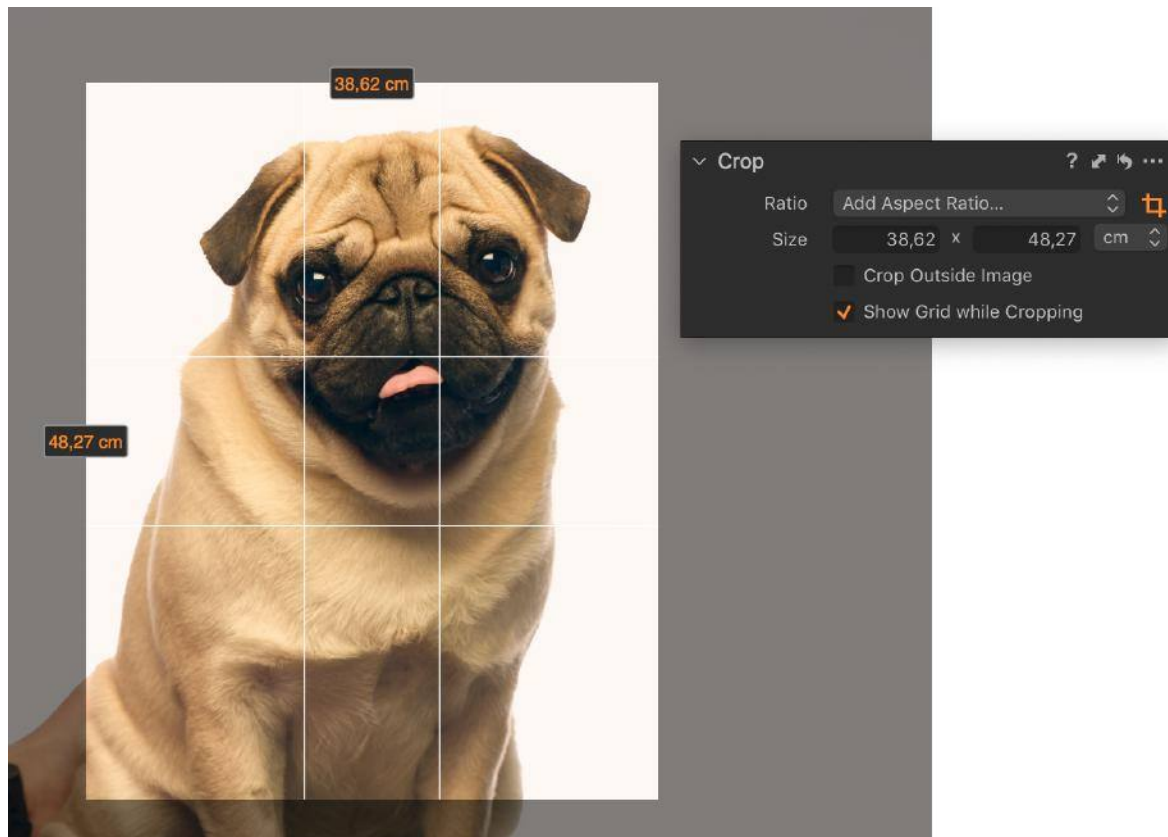 38,62 cm
48,27 cm
Crop ?
Ratio Add Aspect Ratio...
Size 38,62 x 48,27 cm
Crop Outside Image
Show Grid while Cropping